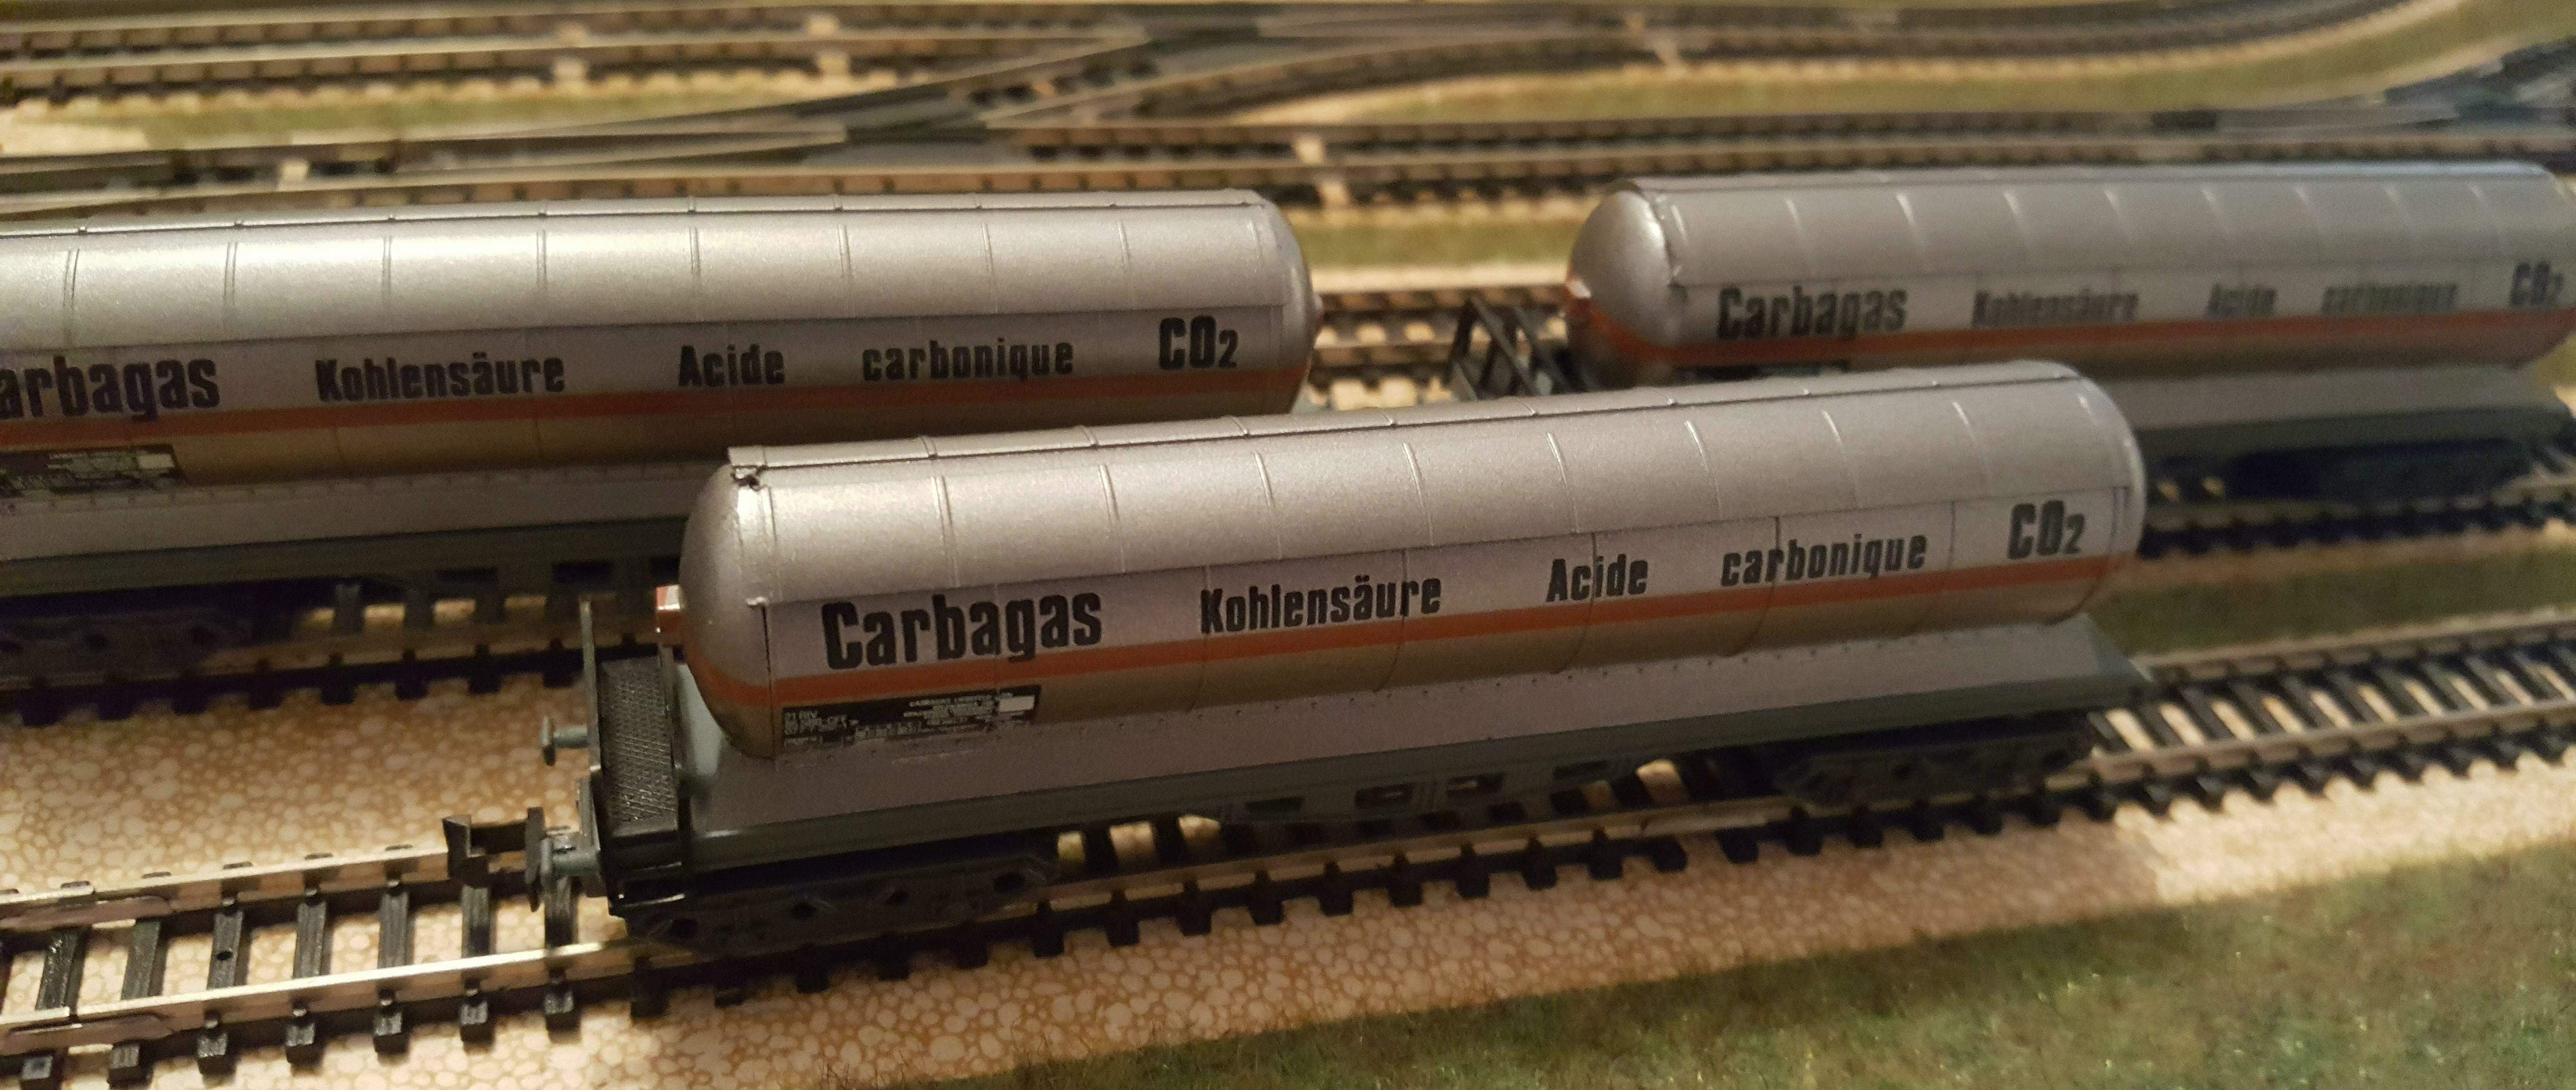 arbagas Kohlensäure Acide carbonique CO2
Carbagas Kohlensäure Acide carbonique CO2
Carbagas Kohlensäure Acide carbonique CO2